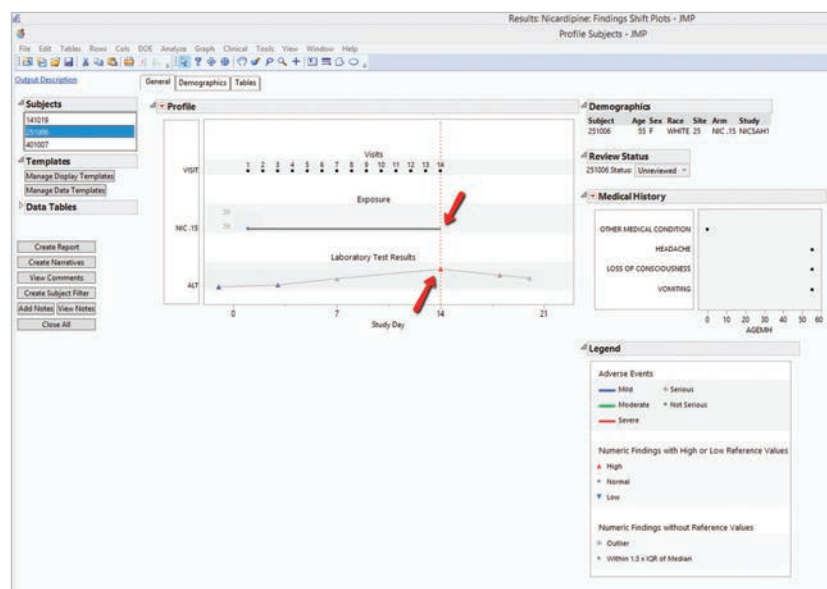 Results: Nicardipine: Findings Shift Plots - JMP
Profile Subjects - JMP
File Edit Tables Rows Cols DOE Analyze Graph Clinical Tools View Window Help
Output Description
General Demographics Tables
Subjects
141019
251006
401007
Templates
Manage Display Templates
Manage Data Templates
Data Tables
Create Report
Create Narratives
View Comments
Create Subject Filter
Add Notes View Notes
Close All
Profile
Visits
VISIT
1 2 3 4 5 6 7 8 9 10 11 12 13 14
Exposure
NIC .15
Laboratory Test Results
ALT
0 7 14 21
Study Day
Demographics
Subject Age Sex Race Site Arm Study
251006 55 F WHITE 25 NIC .15 NICSAH1
Review Status
251006 Status: Unreviewed
Medical History
OTHER MEDICAL CONDITION
HEADACHE
LOSS OF CONSCIOUSNESS
VOMITING
0 10 20 30 40 50 60
AGEMH
Legend
Adverse Events
Mild Serious
Moderate Not Serious
Severe
Numeric Findings with High or Low Reference Values
High
Normal
Low
Numeric Findings without Reference Values
Outlier
Within 1.5 x IQR of Median